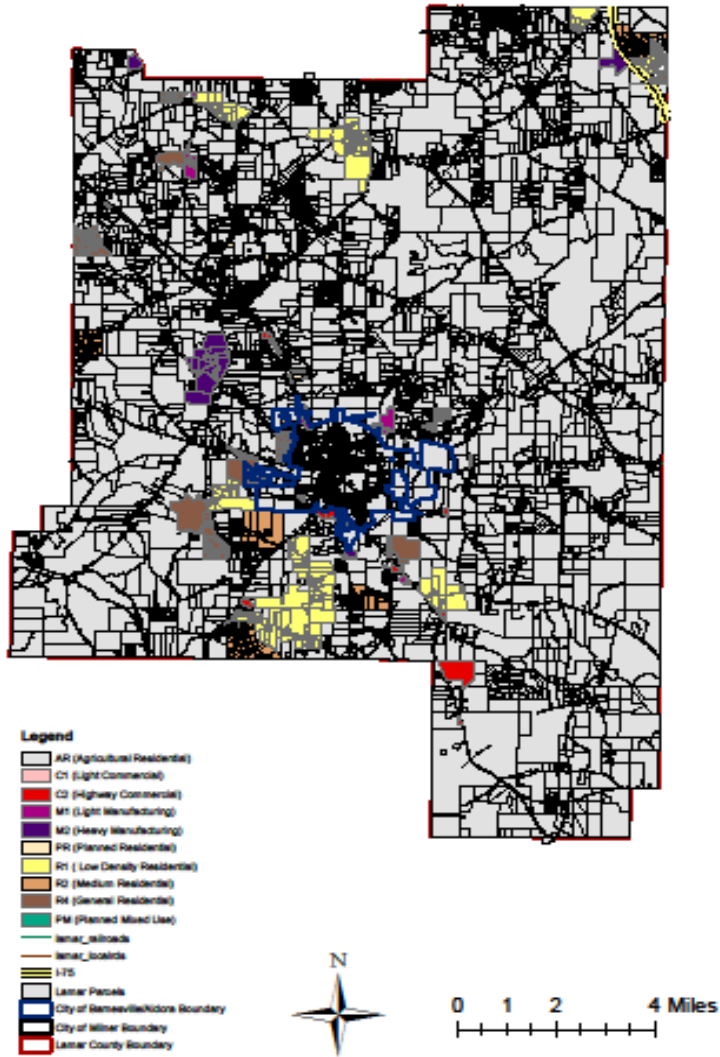 Legend
AR (Agricultural Residential)
C1 (Light Commercial)
C2 (Highway Commercial)
M1 (Light Manufacturing)
M2 (Heavy Manufacturing)
PR (Planned Residential)
R1 ( Low Density Residential)
R2 (Medium Residential)
R4 (General Residential)
PM (Planned Mixed Use)
lamar_railroads
lamar_localrds
I-75
Lamar Parcels
City of Barnesville/Aldora Boundary
City of Milner Boundary
Lamar County Boundary
N
0 1 2 4 Miles